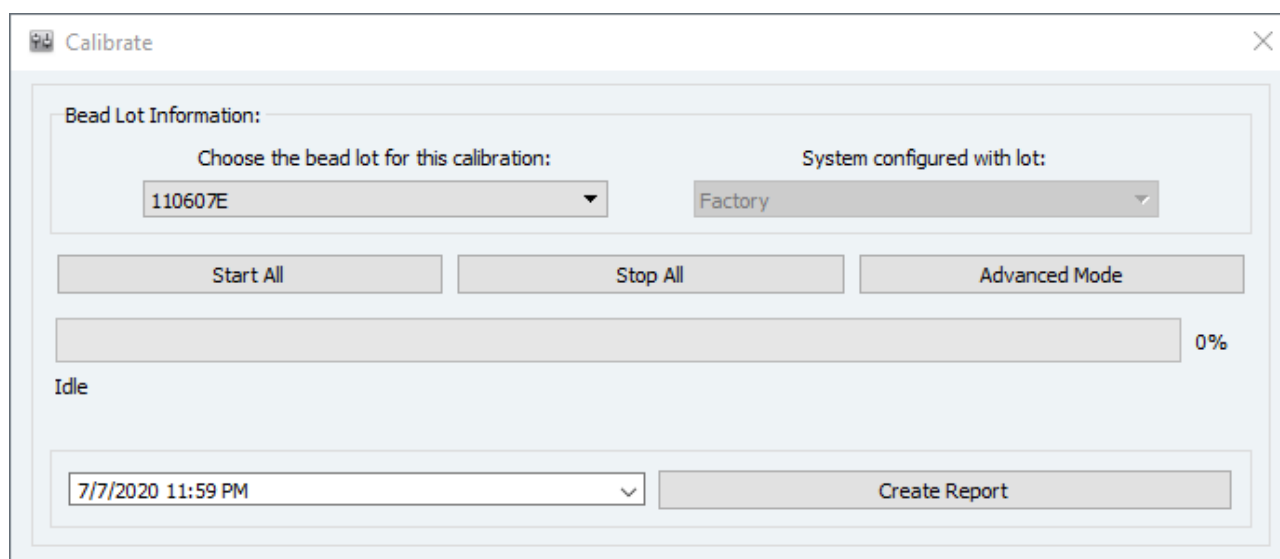 Calibrate
Bead Lot Information:
Choose the bead lot for this calibration:
System configured with lot:
110607E
Factory
Start All
Stop All
Advanced Mode
0%
Idle
7/7/2020 11:59 PM
Create Report